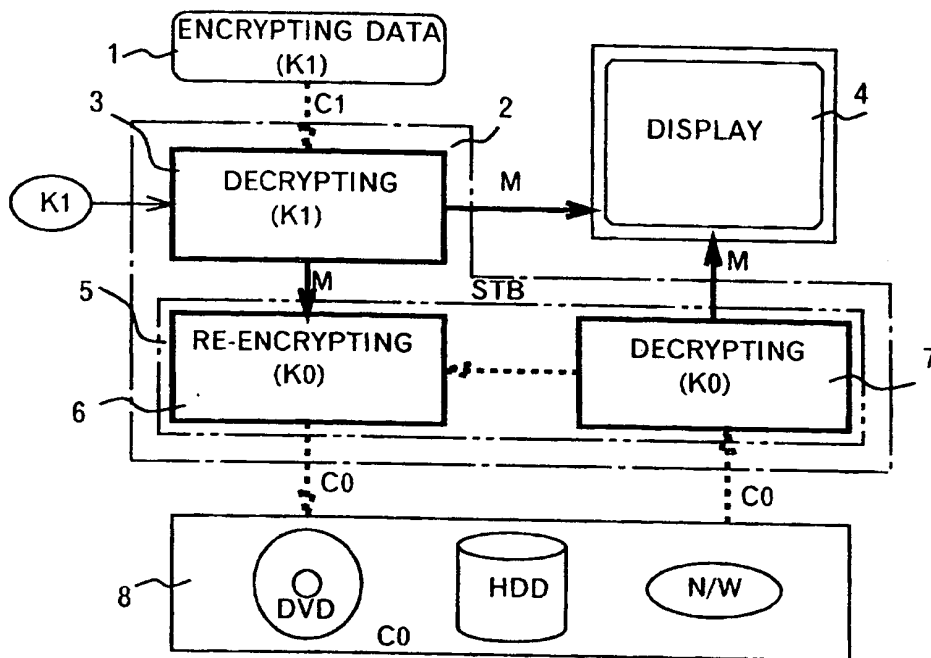 1
ENCRYPTING DATA
(K1)
C1
3
2
4
DISPLAY
K1
DECRYPTING
(K1)
M
M
M
STB
5
RE-ENCRYPTING
(K0)
6
DECRYPTING
(K0)
7
C0
C0
8
DVD
HDD
N/W
C0